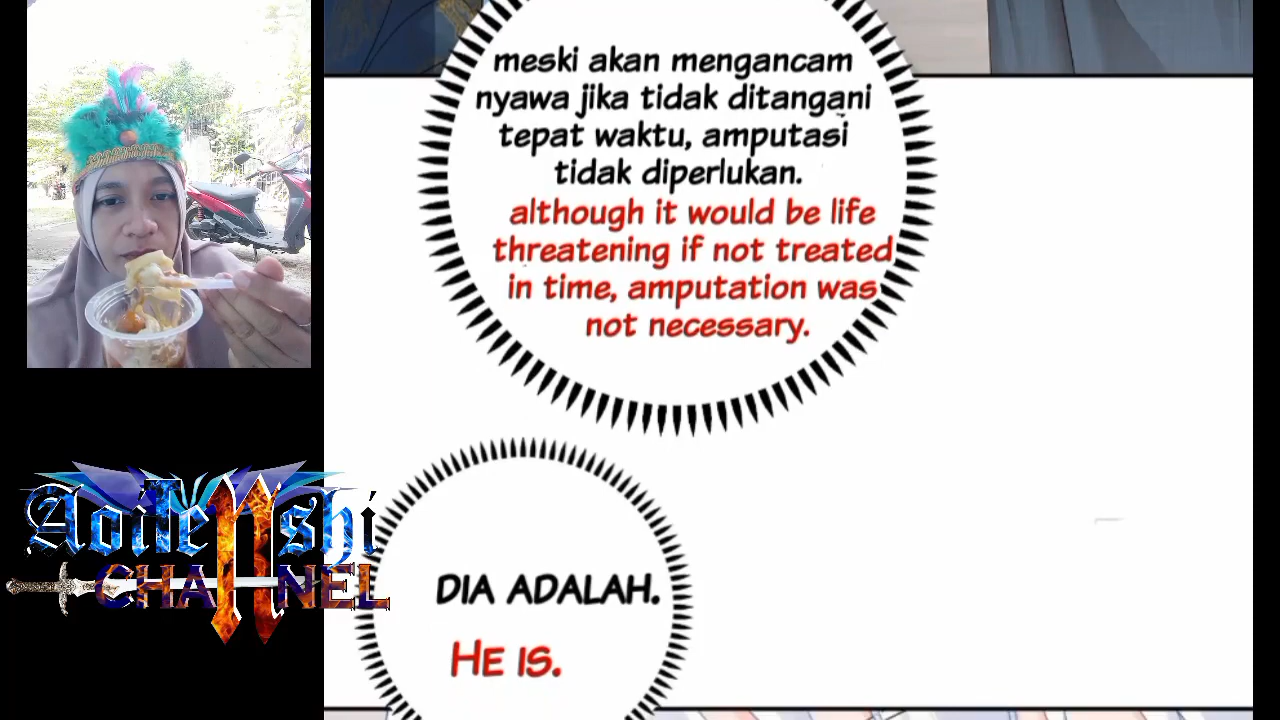 meski akan mengancam
nyawa jika tidak ditangani
tepat waktu, amputasi
tidak diperlukan.
although it would be life
threatening if not treated
in time, amputation was
not necessary.
DIA ADALAH.
HE IS.
CHANNEL